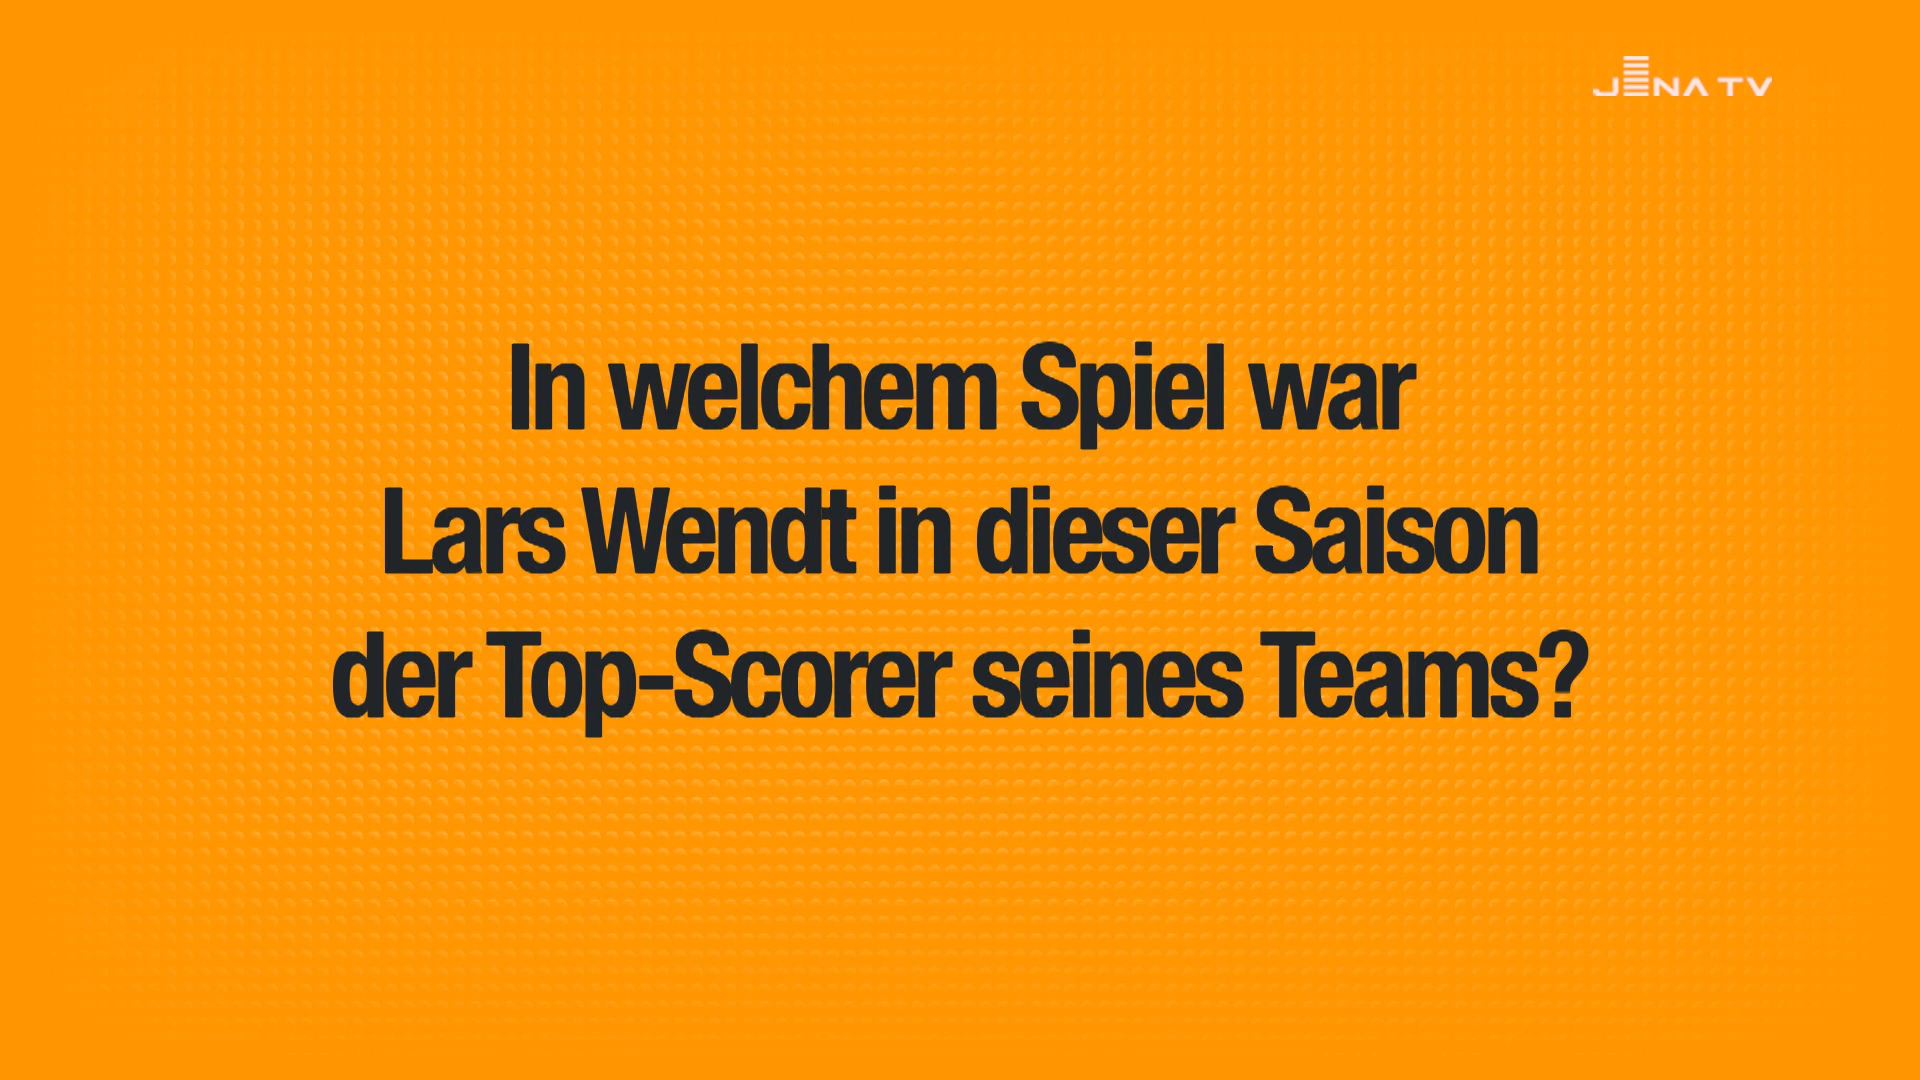 JENA TV
In welchem Spiel war
Lars Wendt in dieser Saison
der Top-Scorer seines Teams?